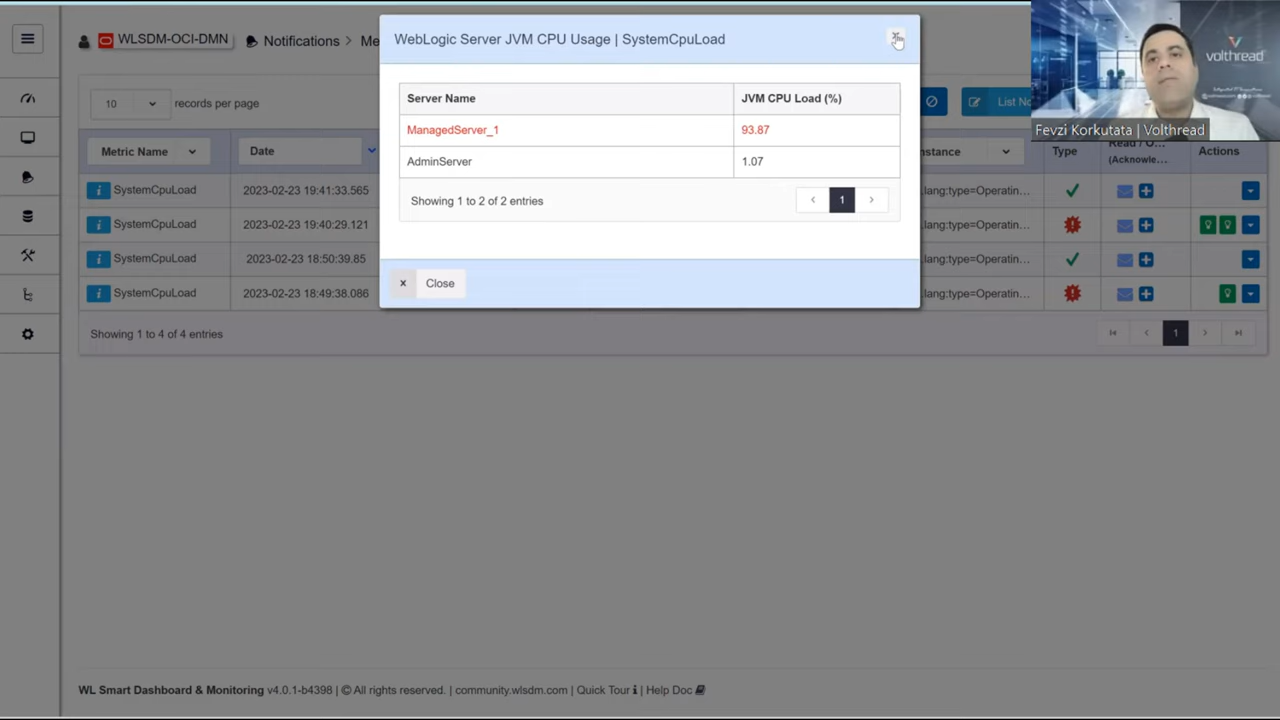 WebLogic Server JVM CPU Usage | SystemCpuLoad
Server Name JVM CPU Load (%)
ManagedServer_1 93.87
AdminServer 1.07
Showing 1 to 2 of 2 entries 1
× Close
WLSDM-OCI-DMN Notifications > Me
10 records per page List No
Metric Name Date stance Type Read / O... (Acknowle... Actions
SystemCpuLoad 2023-02-23 19:41:33.565 .lang:type=Operatin...
SystemCpuLoad 2023-02-23 19:40:29.121 .lang:type=Operatin...
SystemCpuLoad 2023-02-23 18:50:39.85 .lang:type=Operatin...
SystemCpuLoad 2023-02-23 18:49:38.086 .lang:type=Operatin...
Showing 1 to 4 of 4 entries 1
volthread
Fevzi Korkutata | Volthread
WL Smart Dashboard & Monitoring v4.0.1-b4398 | © All rights reserved. | community.wlsdm.com | Quick Tour | Help Doc